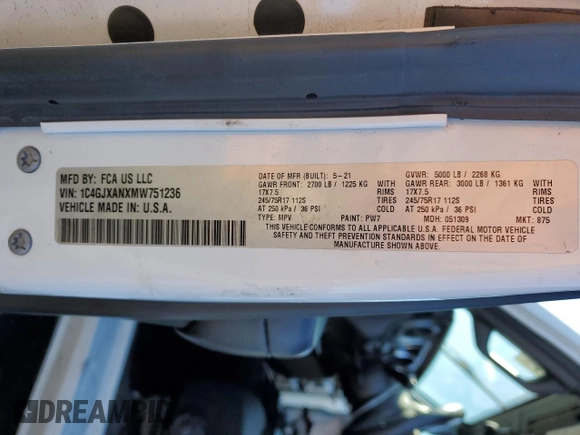 MFD BY: FCA US LLC
VIN: 1C4GJXANXMW751236
VEHICLE MADE IN: U.S.A.
DATE OF MFR (BUILT): 5-21
GAWR FRONT: 2700 LB / 1225 KG
17X7.5 RIMS
245/75R17 112S TIRES
AT 250 kPa / 36 PSI COLD
TYPE: MPV PAINT: PW7
GVWR: 5000 LB / 2268 KG
GAWR REAR: 3000 LB / 1361 KG
17X7.5 RIMS
245/75R17 112S TIRES
AT 250 kPa / 36 PSI COLD
MDH: 051309 MKT: 875
THIS VEHICLE CONFORMS TO ALL APPLICABLE U.S.A. FEDERAL MOTOR VEHICLE
SAFETY AND THEFT PREVENTION STANDARDS IN EFFECT ON THE DATE OF
MANUFACTURE SHOWN ABOVE.
DREAMBID